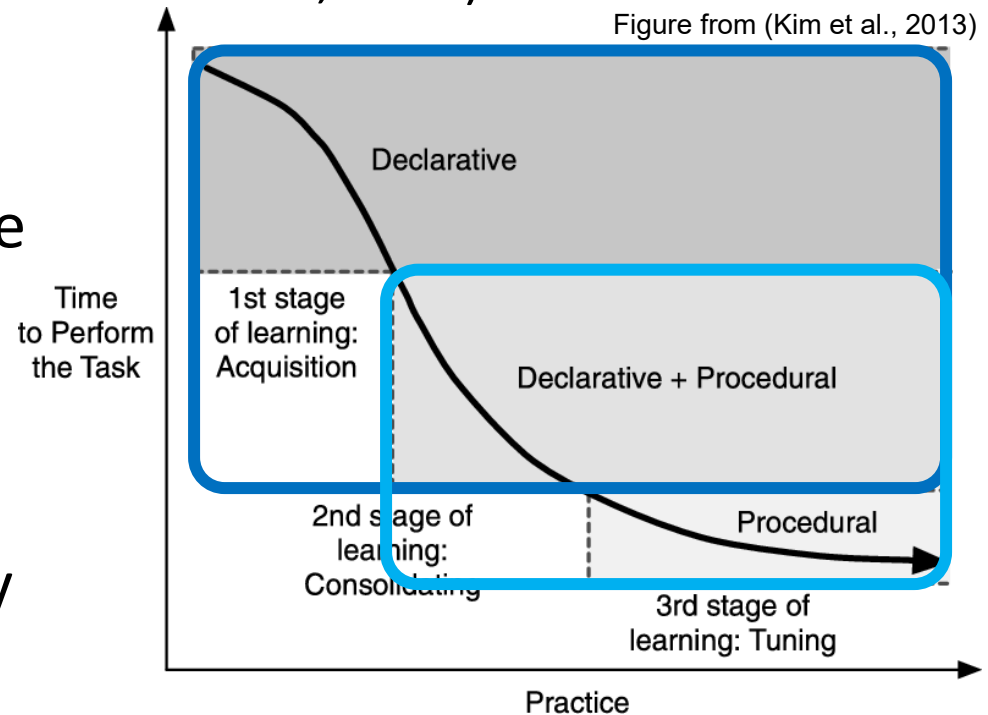 Figure from (Kim et al., 2013)
Declarative
e
Time
to Perform
the Task
1st stage
of learning:
Acquisition
Declarative + Procedural
2nd stage of
learning:
Consolidating
Procedural
y
3rd stage of
learning: Tuning
Practice